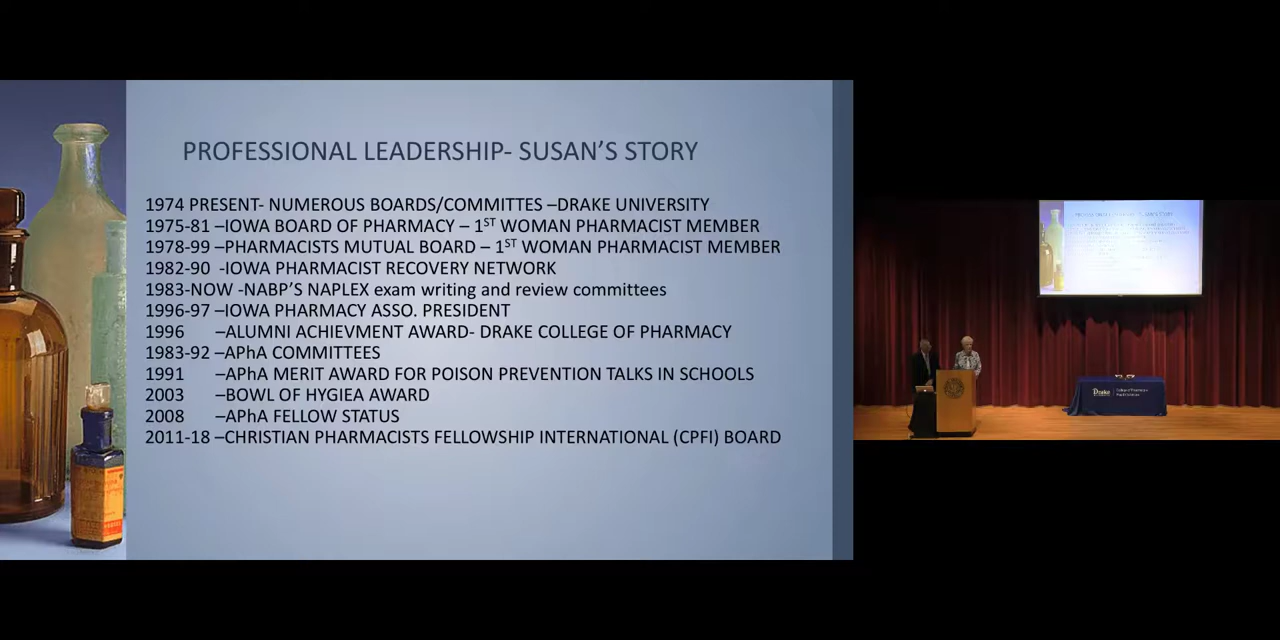 PROFESSIONAL LEADERSHIP- SUSAN'S STORY
1974 PRESENT- NUMEROUS BOARDS/COMMITTES –DRAKE UNIVERSITY
1975-81 –IOWA BOARD OF PHARMACY – 1ST WOMAN PHARMACIST MEMBER
1978-99 –PHARMACISTS MUTUAL BOARD – 1ST WOMAN PHARMACIST MEMBER
1982-90 -IOWA PHARMACIST RECOVERY NETWORK
1983-NOW -NABP'S NAPLEX exam writing and review committees
1996-97 –IOWA PHARMACY ASSO. PRESIDENT
1996 –ALUMNI ACHIEVMENT AWARD- DRAKE COLLEGE OF PHARMACY
1983-92 –APhA COMMITTEES
1991 –APhA MERIT AWARD FOR POISON PREVENTION TALKS IN SCHOOLS
2003 –BOWL OF HYGIEA AWARD
2008 –APhA FELLOW STATUS
2011-18 –CHRISTIAN PHARMACISTS FELLOWSHIP INTERNATIONAL (CPFI) BOARD
Drake